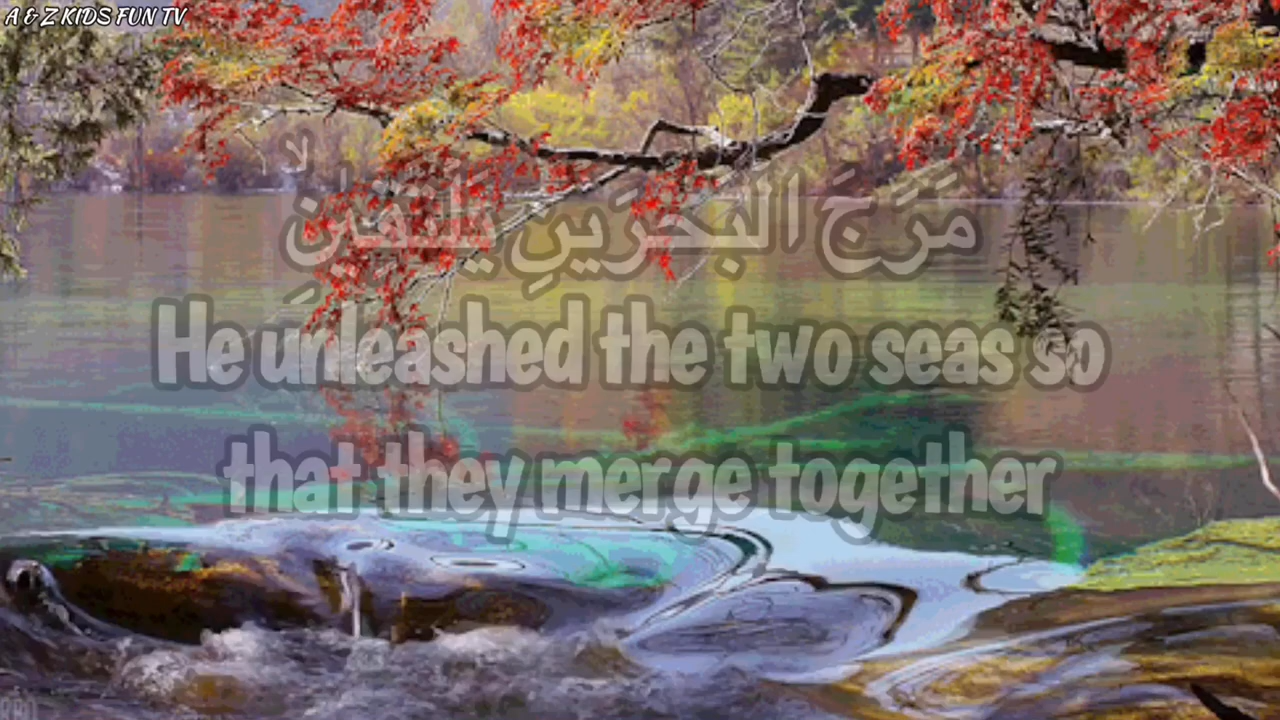 A & Z KIDS FUN TV
مَرَجَ الْبَحْرَيْنِ يَلْتَقِيَانِ ۙ
He unleashed the two seas so
that they merge together